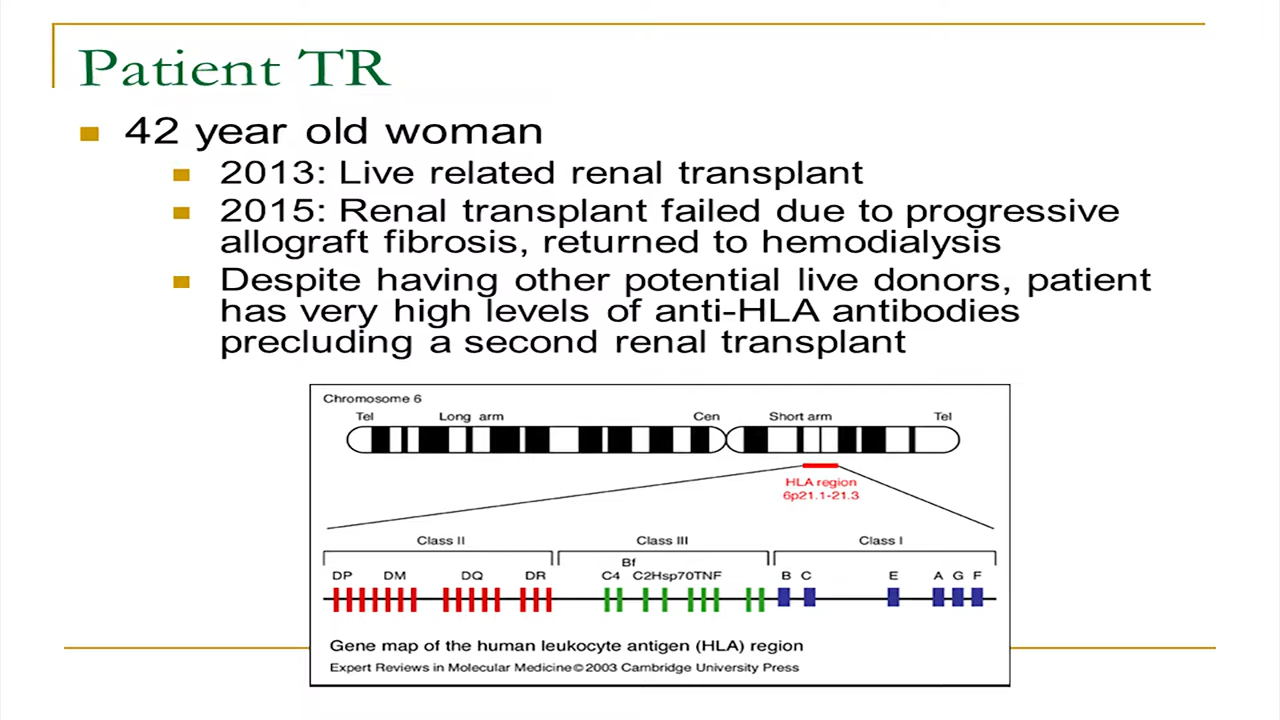 Patient TR
42 year old woman
2013: Live related renal transplant
2015: Renal transplant failed due to progressive
allograft fibrosis, returned to hemodialysis
Despite having other potential live donors, patient
has very high levels of anti-HLA antibodies
precluding a second renal transplant
Chromosome 6
Tel Long arm Cen Short arm Tel
HLA region
6p21.1-21.3
Class II Class III Class I
Bf
DP DM DQ DR C4 C2Hsp70TNF B C E A G F
Gene map of the human leukocyte antigen (HLA) region
Expert Reviews in Molecular Medicine©2003 Cambridge University Press